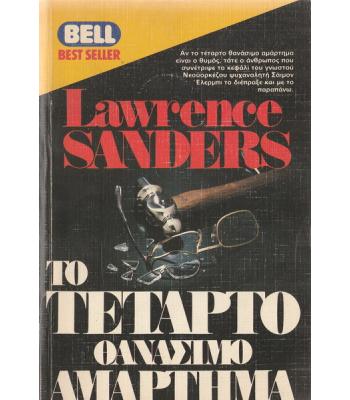 BELL
BEST SELLER
Αν το τέταρτο θανάσιμο αμάρτημα
είναι ο θυμός, τότε ο άνθρωπος που
συνέτριψε το κεφάλι του γνωστού
Νεοϋορκέζου ψυχαναλητή Σάιμον
Έλερμπι το διέπραξε και με το
παραπάνω.
Lawrence
SANDERS
ΤΟ
ΤΕΤΑΡΤΟ
ΘΑΝΑΣΙΜΟ
ΑΜΑΡΤΗΜΑ